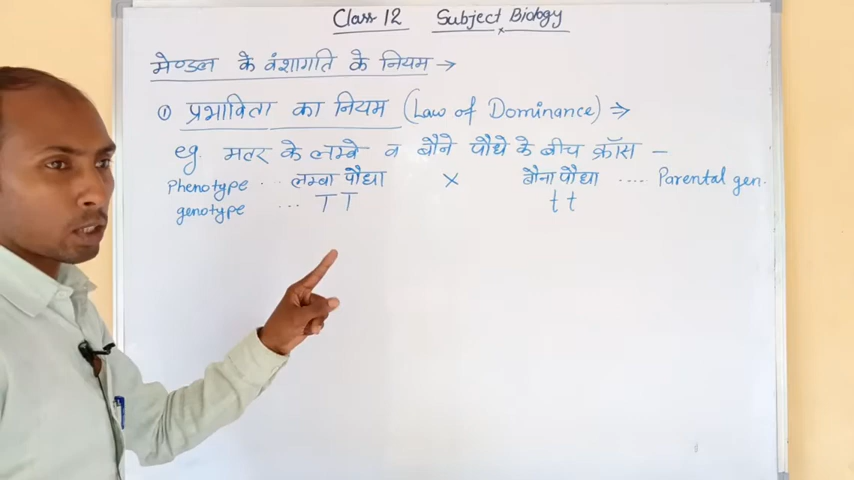 Class 12 Subject Biology
मेण्डल के वंशागति के नियम →
① प्रभाविता का नियम (Law of Dominance) ⇒
eg. मटर के लम्बे व बौने पौधे के बीच क्रॉस –
Phenotype .. लम्बा पौधा × बौना पौधा .... Parental gen.
genotype ... TT tt